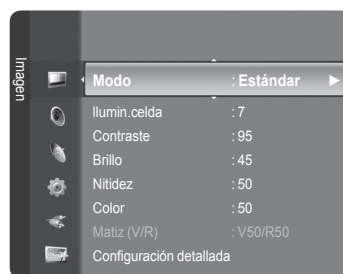 Imagen
Modo : Estándar
Ilumin.celda : 7
Contraste : 95
Brillo : 45
Nitidez : 50
Color : 50
Matiz (V/R) : V50/R50
Configuración detallada